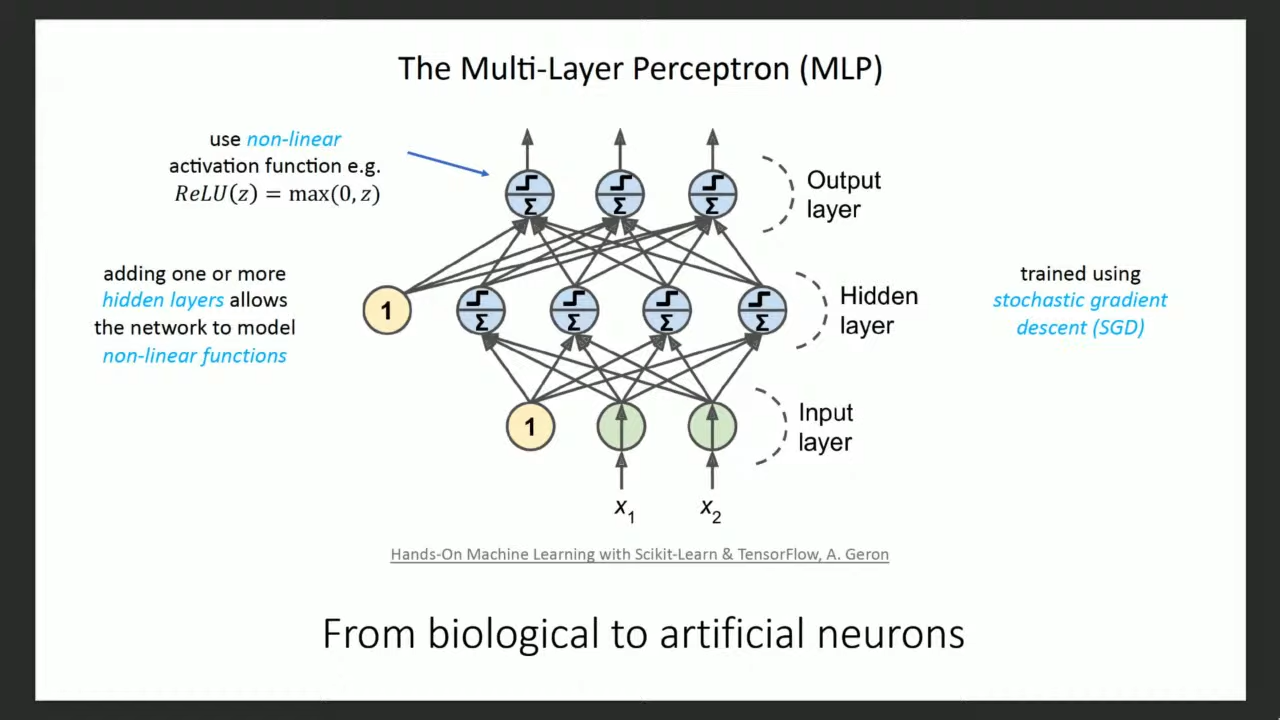 The Multi-Layer Perceptron (MLP)
use non-linear
activation function e.g.
ReLU(z) = max(0, z)
Σ Σ Σ
Output
layer
adding one or more
hidden layers allows
the network to model
non-linear functions
1
Σ Σ Σ Σ
Hidden
layer
trained using
stochastic gradient
descent (SGD)
1
Input
layer
x1 x2
Hands-On Machine Learning with Scikit-Learn & TensorFlow, A. Geron
From biological to artificial neurons